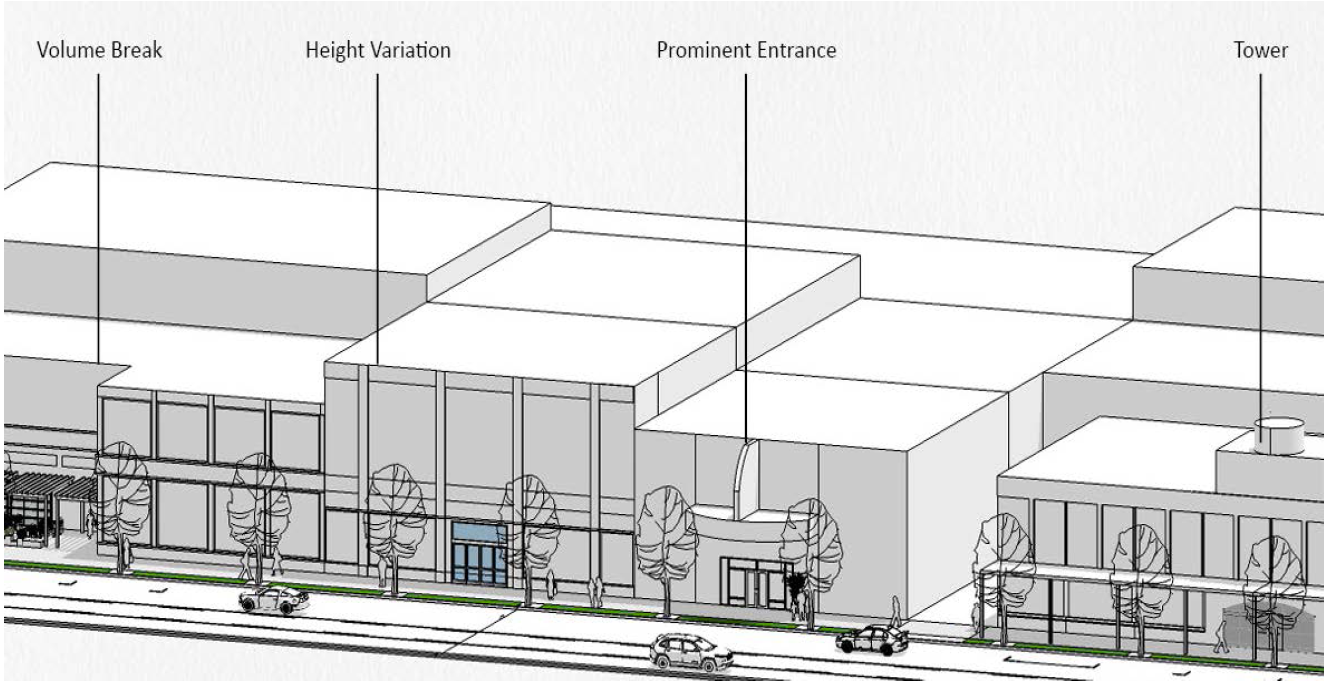 Volume Break
Height Variation
Prominent Entrance
Tower